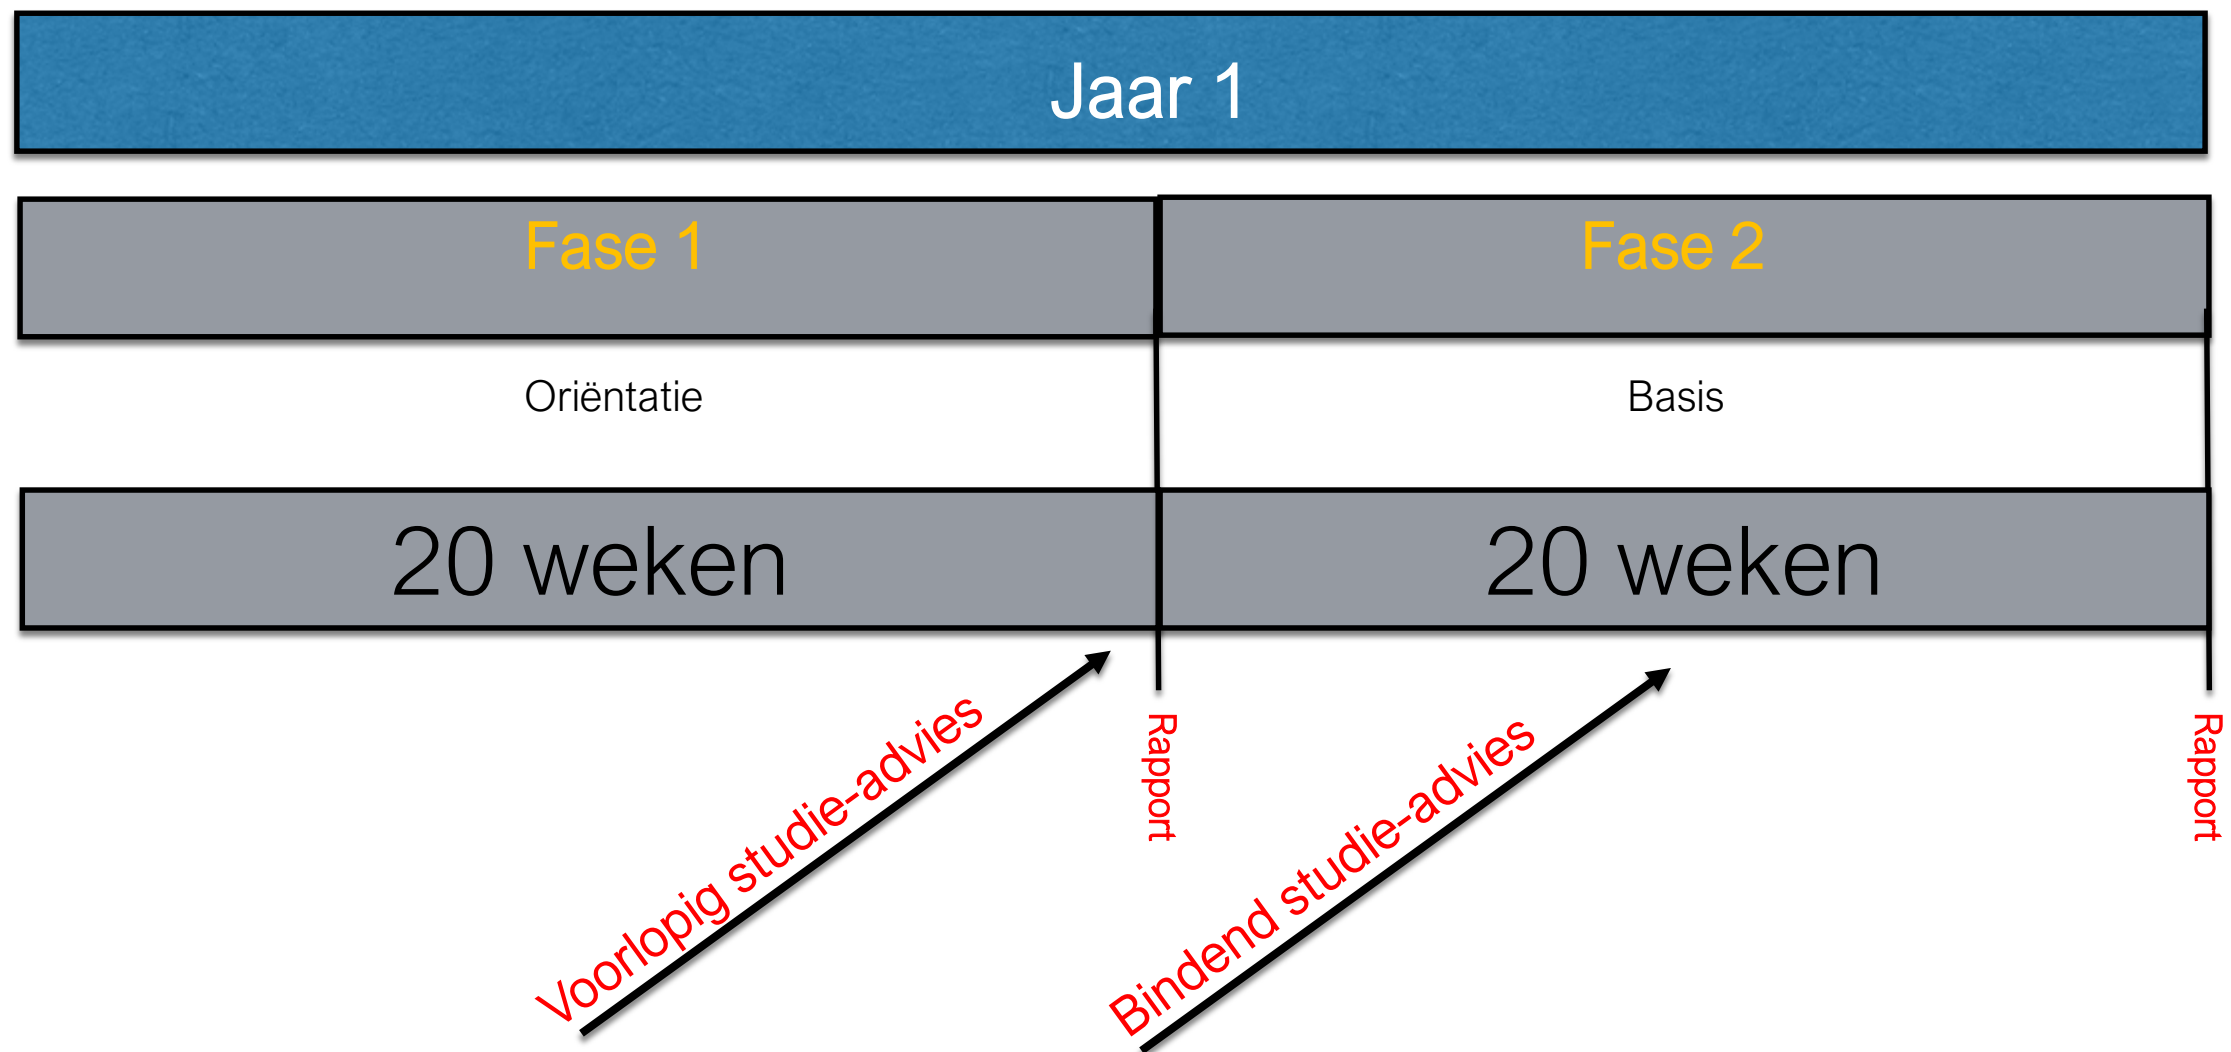 Jaar 1
Fase 1
Fase 2
Oriëntatie
Basis
20 weken
20 weken
Voorlopig studie-advies
Rapport
Bindend studie-advies
Rapport